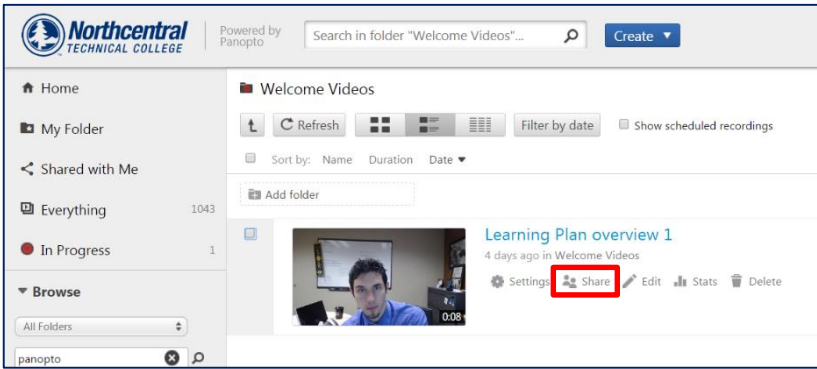 Northcentral
TECHNICAL COLLEGE
Powered by
Panopto
Search in folder "Welcome Videos"...
Create
Home
My Folder
Shared with Me
Everything 1043
In Progress 1
Browse
All Folders
panopto
Welcome Videos
Refresh Filter by date Show scheduled recordings
Sort by: Name Duration Date
Add folder
Learning Plan overview 1
4 days ago in Welcome Videos
Settings Share Edit Stats Delete
0:08